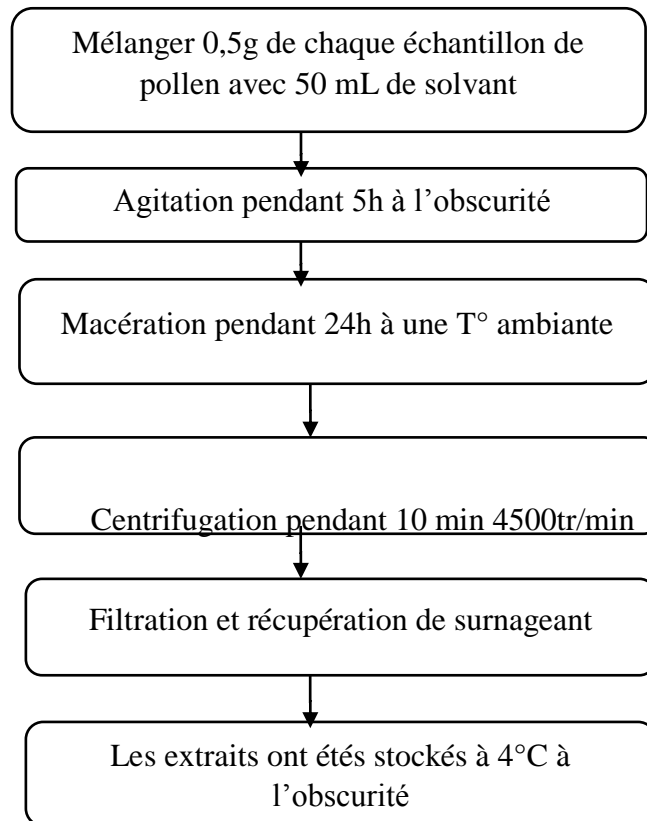 Mélanger 0,5g de chaque échantillon de
pollen avec 50 mL de solvant
Agitation pendant 5h à l’obscurité
Macération pendant 24h à une T° ambiante
Centrifugation pendant 10 min 4500tr/min
Filtration et récupération de surnageant
Les extraits ont étés stockés à 4°C à
l’obscurité